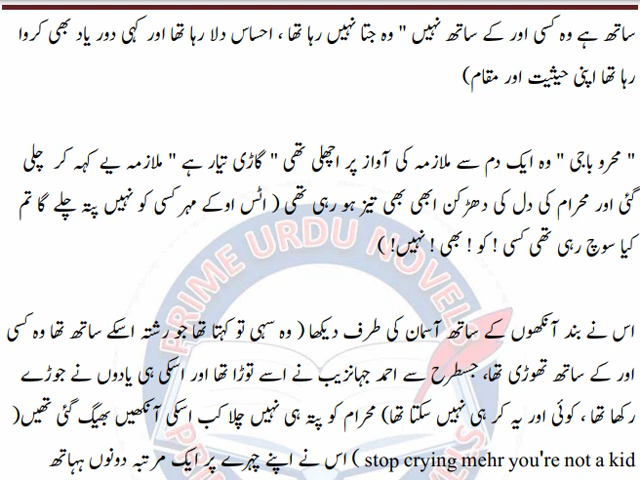 ساتھ ہے وہ کسی اور کے ساتھ نہیں " وہ جتا نہیں رہا تھا ، احساس دلا رہا تھا اور کہی دور یاد بھی کروا
رہا تھا اپنی حیثیت اور مقام)
" محرو باجی " وہ ایک دم سے ملازمہ کی آواز پر اچھلی تھی " گاڑی تیار ہے " ملازمہ یے کہہ کر چلی
گئی اور محرام کی دل کی دھڑکن ابھی بھی تیز ہو رہی تھی ( اٹس اوکے مہر کسی کو نہیں پتہ چلے گا تم
کیا سوچ رہی تھی کسی ! کو ! بھی ! نہیں! )
اس نے بند آنکھوں کے ساتھ آسمان کی طرف دیکھا ( وہ سہی تو کہتا تھا جو رشتہ اسکے ساتھ تھا وہ کسی
اور کے ساتھ تھوڑی تھا، جسطرح سے احمد جہانزیب نے اسے توڑا تھا اور اسکی ہی یادوں نے جوڑے
رکھا تھا ، کوئی اور یہ کر ہی نہیں سکتا تھا) محرام کو پتہ ہی نہیں چلا کب اسکی آنکھیں بھیگ گئی تھیں(
stop crying mehr you're not a kid ) اس نے اپنے چہرے پر ایک مرتبہ دونوں ہہاتھ
PRIME URDU NOVELS